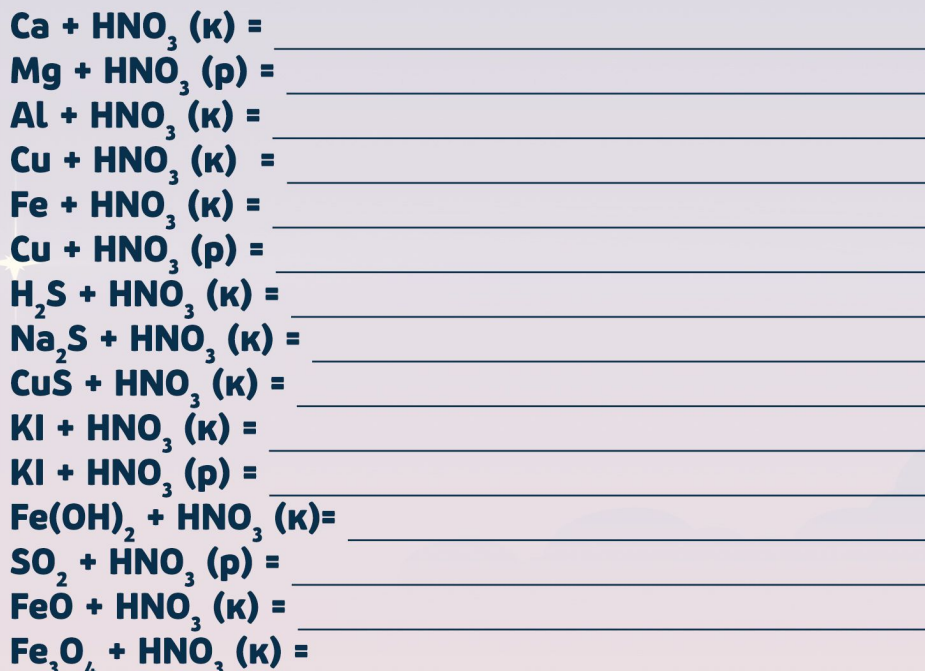 Ca + HNO₃ (к) =
Mg + HNO₃ (р) =
Al + HNO₃ (к) =
Cu + HNO₃ (к) =
Fe + HNO₃ (к) =
Cu + HNO₃ (р) =
H₂S + HNO₃ (к) =
Na₂S + HNO₃ (к) =
CuS + HNO₃ (к) =
KI + HNO₃ (к) =
KI + HNO₃ (р) =
Fe(OH)₂ + HNO₃ (к)=
SO₂ + HNO₃ (р) =
FeO + HNO₃ (к) =
Fe₃O₄ + HNO₃ (к) =